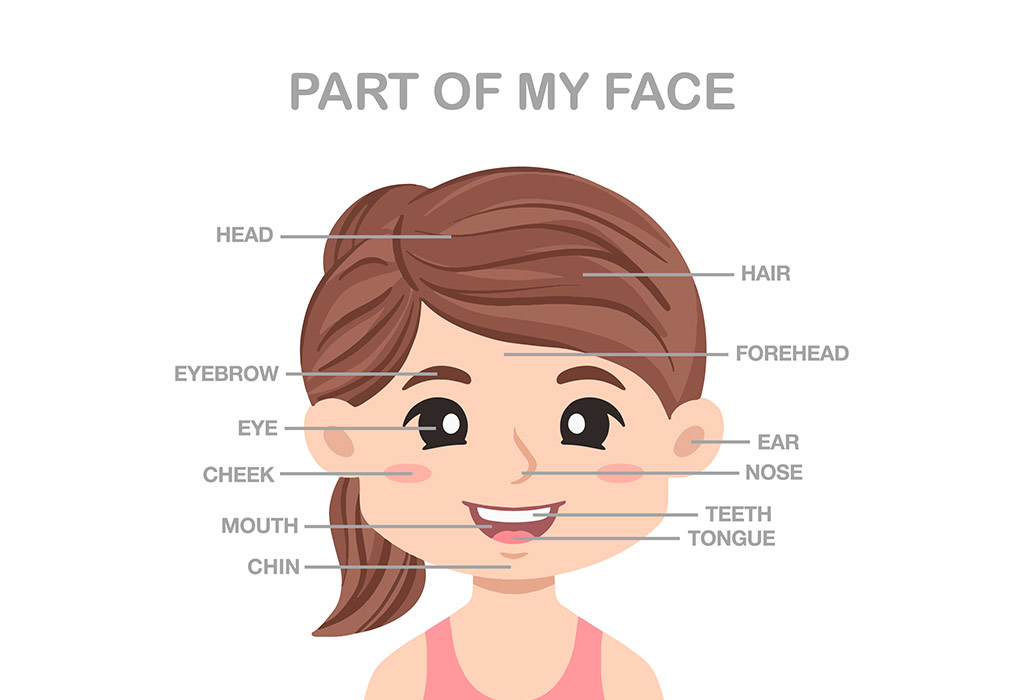 PART OF MY FACE
HEAD
HAIR
FOREHEAD
EYEBROW
EYE
EAR
CHEEK
NOSE
TEETH
MOUTH
TONGUE
CHIN